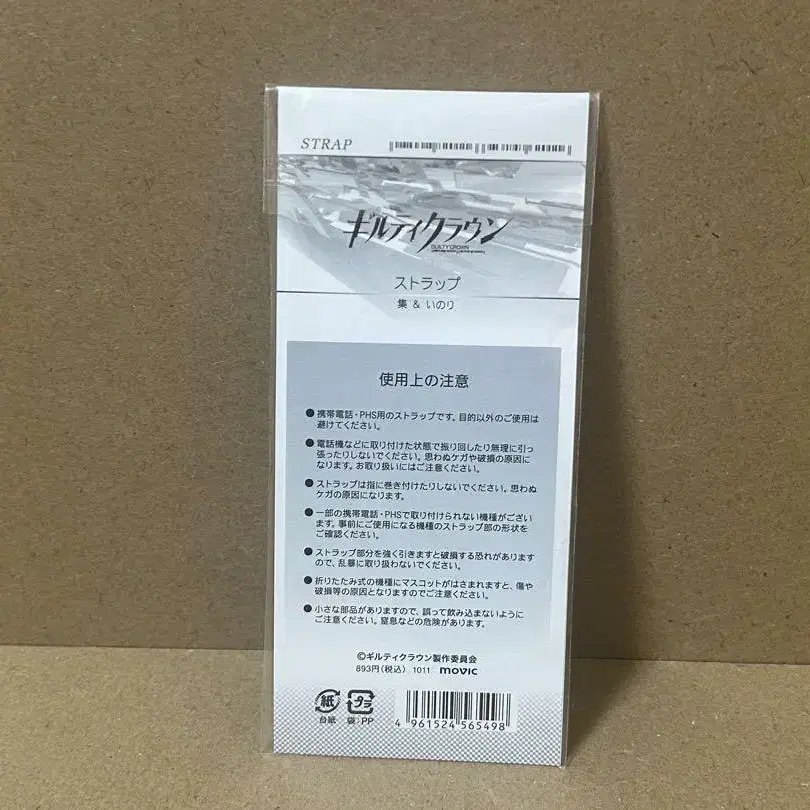 STRAP
ギルティクラウン
GUILTY CROWN
ストラップ
集 & いのり
使用上の注意
●携帯電話・PHS用のストラップです。目的以外のご使用は
避けてください。
●電話機などに取り付けた状態で振り回したり無理に引っ
張ったりしないでください。思わぬケガや破損の原因に
なります。お取り扱いにはご注意ください。
●ストラップは指に巻き付けたりしないでください。思わぬ
ケガの原因になります。
●一部の携帯電話・PHSで取り付けられない機種がござい
ます。事前にご使用になる機種のストラップ部の形状を
ご確認ください。
●ストラップ部分を強く引きますと破損する恐れがあります
ので、乱暴に取り扱わないでください。
●折りたたみ式の機種にマスコットがはさまれますと、傷や
破損等の原因となりますのでご注意ください。
●小さな部品がありますので、誤って飲み込まないように
ご注意ください。窒息などの危険があります。
©ギルティクラウン製作委員会
893円(税込) 1011 movic
紙 プラ
台紙 袋:PP
4 961524 565498